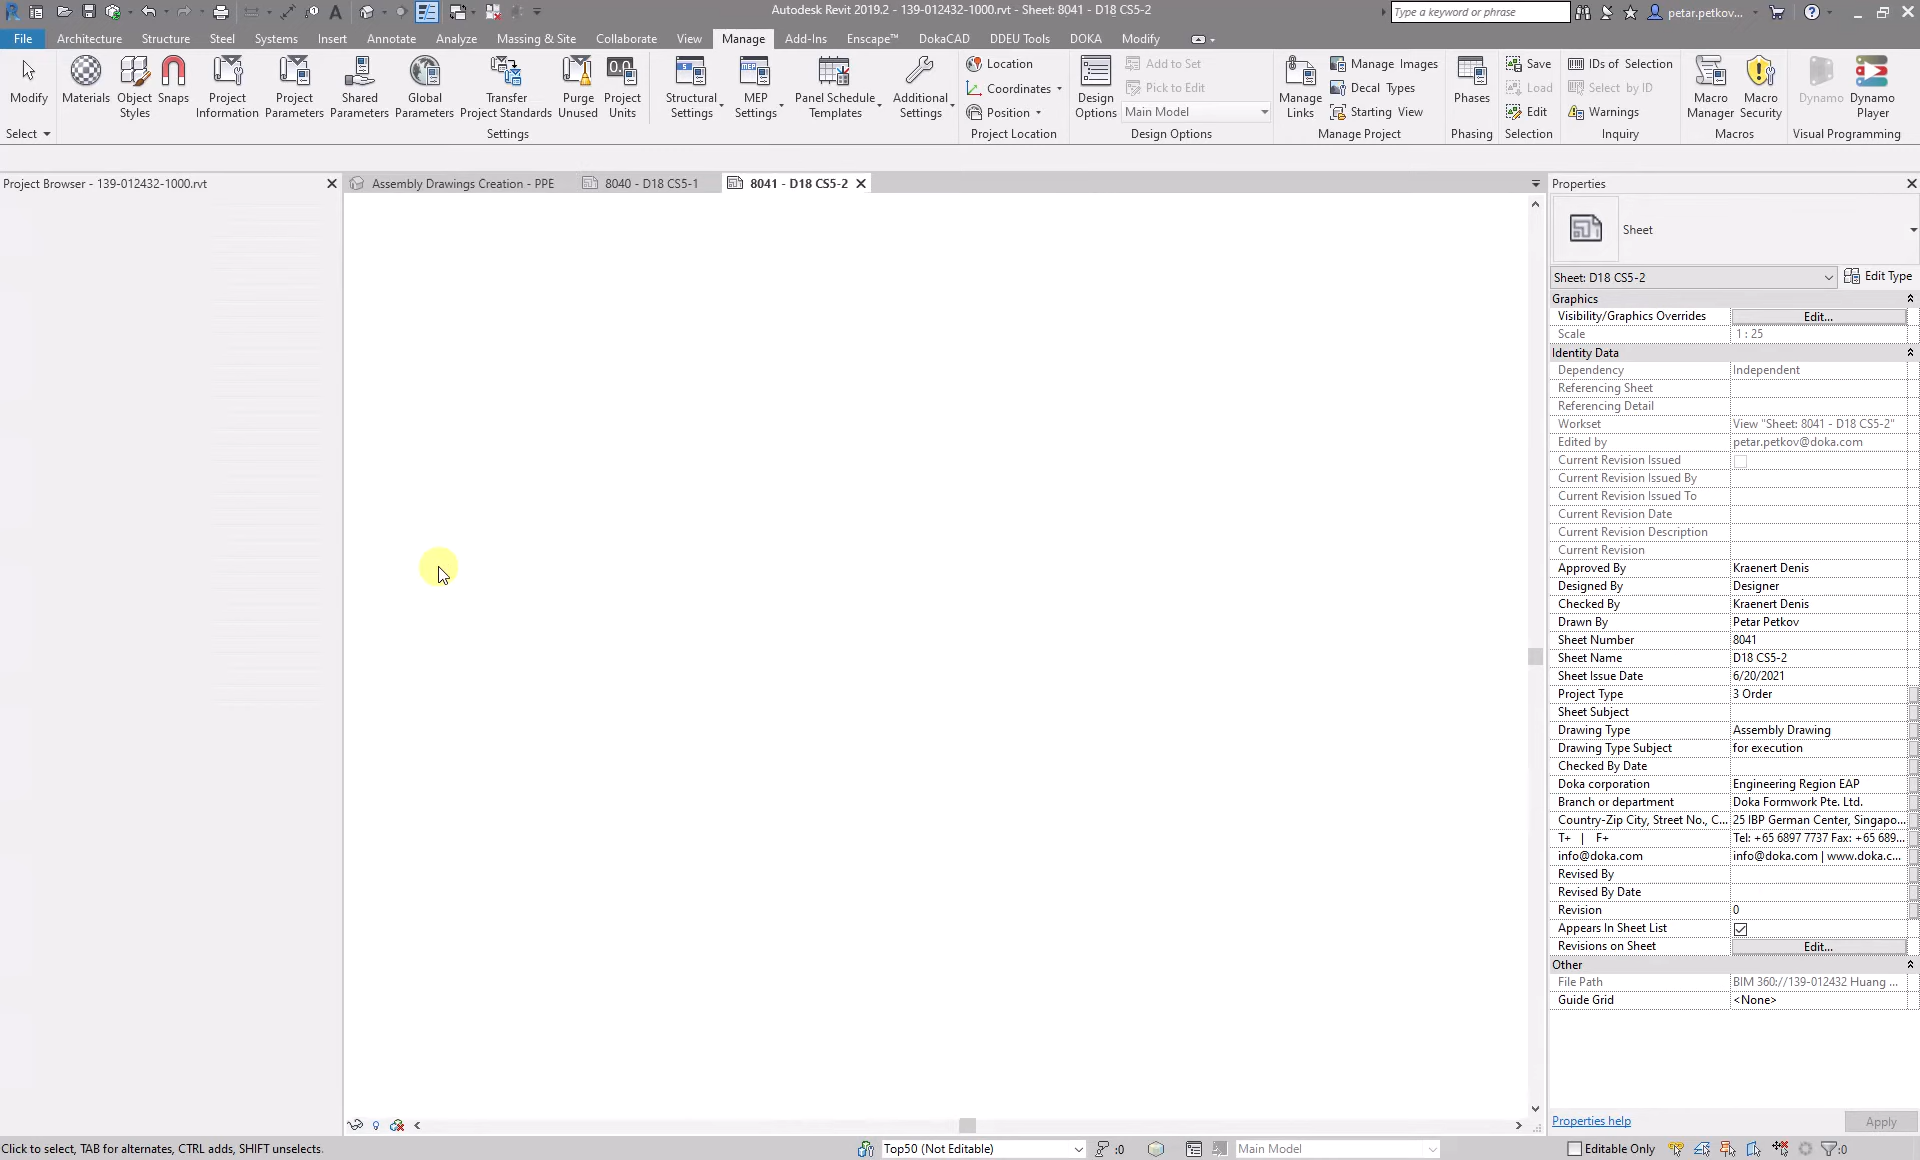 Autodesk Revit 2019.2 - 139-012432-1000.rvt - Sheet: 8041 - D18 CS5-2
Type a keyword or phrase
petar.petkov...
File Architecture Structure Steel Systems Insert Annotate Analyze Massing & Site Collaborate View Manage Add-Ins Enscape™ DokaCAD DDEU Tools DOKA Modify
Modify
Materials
Object Styles
Snaps
Project Information
Project Parameters
Shared Parameters
Global Parameters
Transfer Project Standards
Purge Unused
Project Units
Structural Settings
MEP Settings
Panel Schedule Templates
Additional Settings
Location
Coordinates
Position
Design Options
Add to Set
Pick to Edit
Main Model
Manage Links
Manage Images
Decal Types
Starting View
Phases
Save
Load
Edit
IDs of Selection
Select by ID
Warnings
Macro Manager
Macro Security
Dynamo
Dynamo Player
Select Settings Project Location Design Options Manage Project Phasing Selection Inquiry Macros Visual Programming
Project Browser - 139-012432-1000.rvt
Assembly Drawings Creation - PPE
8040 - D18 CS5-1
8041 - D18 CS5-2
Properties
Sheet
Sheet: D18 CS5-2 Edit Type
Graphics
Visibility/Graphics Overrides Edit...
Scale 1 : 25
Identity Data
Dependency Independent
Referencing Sheet
Referencing Detail
Workset View "Sheet: 8041 - D18 CS5-2"
Edited by petar.petkov@doka.com
Current Revision Issued
Current Revision Issued By
Current Revision Issued To
Current Revision Date
Current Revision Description
Current Revision
Approved By Kraenert Denis
Designed By Designer
Checked By Kraenert Denis
Drawn By Petar Petkov
Sheet Number 8041
Sheet Name D18 CS5-2
Sheet Issue Date 6/20/2021
Project Type 3 Order
Sheet Subject
Drawing Type Assembly Drawing
Drawing Type Subject for execution
Checked By Date
Doka corporation Engineering Region EAP
Branch or department Doka Formwork Pte. Ltd.
Country-Zip City, Street No., C... 25 IBP German Center, Singapo...
T+ | F+ Tel: +65 6897 7737 Fax: +65 689...
info@doka.com info@doka.com | www.doka.c...
Revised By
Revised By Date
Revision 0
Appears In Sheet List
Revisions on Sheet Edit...
Other
File Path BIM 360://139-012432 Huang ...
Guide Grid <None>
Properties help Apply
Click to select, TAB for alternates, CTRL adds, SHIFT unselects.
Top50 (Not Editable) :0 Main Model Editable Only :0